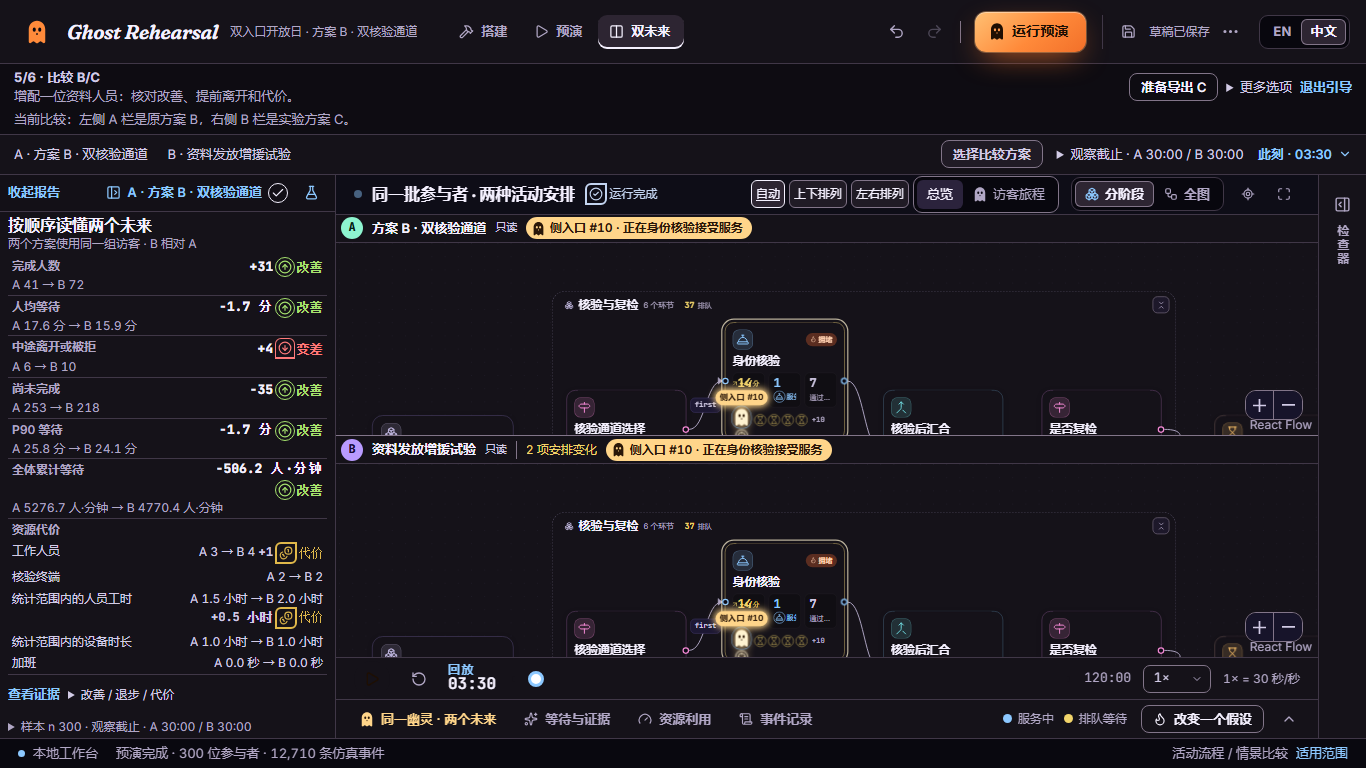 Ghost Rehearsal 双入口开放日 · 方案 B · 双核验通道 搭建 预演 双未来 运行预演 草稿已保存 ··· EN 中文
5/6 · 比较 B/C
增配一位资料人员：核对改善、提前离开和代价。
当前比较：左侧 A 栏是原方案 B，右侧 B 栏是实验方案 C。
准备导出 C 更多选项 退出引导
A · 方案 B · 双核验通道 B · 资料发放增援试验 选择比较方案 观察截止 · A 30:00 / B 30:00 此刻 · 03:30
收起报告 A · 方案 B · 双核验通道
按顺序读懂两个未来
两个方案使用同一组访客 · B 相对 A
完成人数 +31 改善
A 41 → B 72
人均等待 -1.7 分 改善
A 17.6 分 → B 15.9 分
中途离开或被拒 +4 变差
A 6 → B 10
尚未完成 -35 改善
A 253 → B 218
P90 等待 -1.7 分 改善
A 25.8 分 → B 24.1 分
全体累计等待 -506.2 人·分钟
改善
A 5276.7 人·分钟 → B 4770.4 人·分钟
资源代价
工作人员 A 3 → B 4 +1 代价
核验终端 A 2 → B 2
统计范围内的人员工时 A 1.5 小时 → B 2.0 小时
+0.5 小时 代价
统计范围内的设备时长 A 1.0 小时 → B 1.0 小时
加班 A 0.0 秒 → B 0.0 秒
查看证据 改善 / 退步 / 代价
样本 n 300 · 观察截止 · A 30:00 / B 30:00
同一批参与者 · 两种活动安排 运行完成 自动 上下排列 左右排列 总览 访客旅程 分阶段 全图
检查器
A 方案 B · 双核验通道 只读 侧入口 #10 · 正在身份核验接受服务
核验与复检 6 个环节 37 排队
拥堵
身份核验
14分 1 7
通过...
侧入口 #10
first
+10
核验通道选择 核验后汇合 是否复检
React Flow
B 资料发放增援试验 只读 2 项安排变化 侧入口 #10 · 正在身份核验接受服务
核验与复检 6 个环节 37 排队
拥堵
身份核验
14分 1 7
通过...
侧入口 #10
first
+10
核验通道选择 核验后汇合 是否复检
React Flow
回放
03:30
120:00 1× 1× = 30 秒/秒
同一幽灵 · 两个未来 等待与证据 资源利用 事件记录 服务中 排队等待 改变一个假设
本地工作台 预演完成 · 300 位参与者 · 12,710 条仿真事件 活动流程 / 情景比较 适用范围